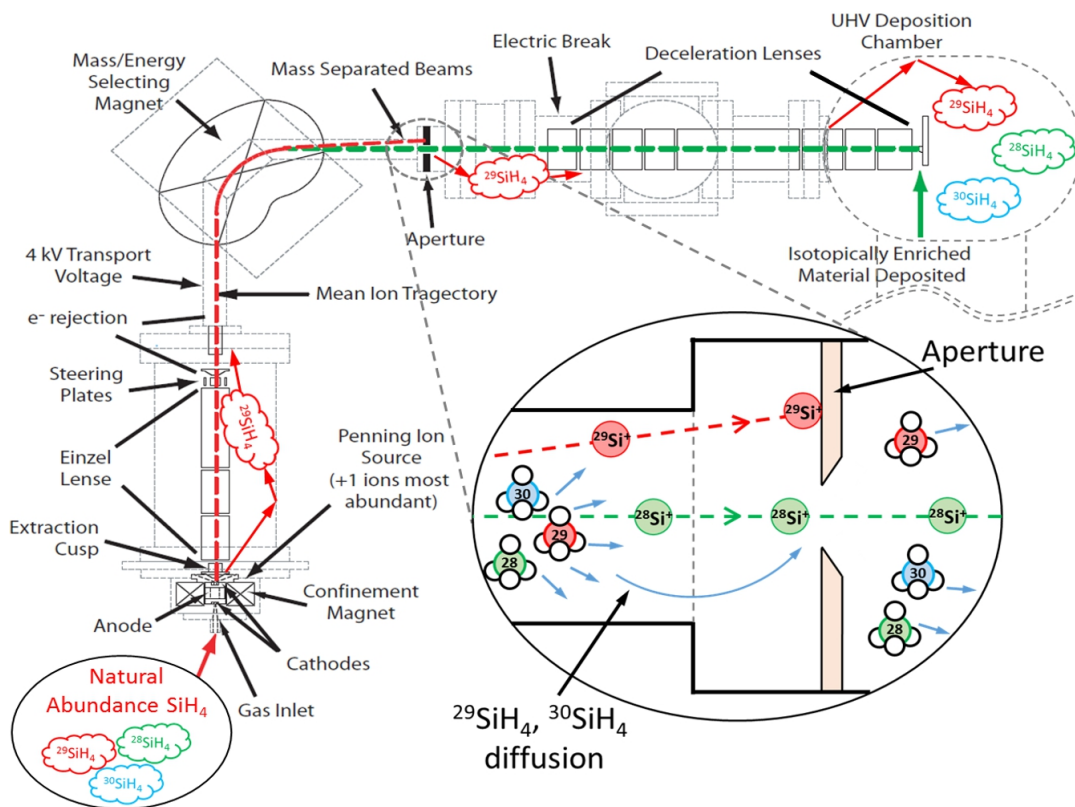 UHV Deposition
Chamber
Electric Break
Deceleration Lenses
Mass/Energy
Selecting
Magnet
Mass Separated Beams
²⁹SiH₄
²⁸SiH₄
³⁰SiH₄
²⁹SiH₄
Aperture
4 kV Transport
Voltage
Isotopically Enriched
Material Deposited
Mean Ion Tragectory
e⁻ rejection
Steering
Plates
²⁹SiH₄
Einzel
Lense
Penning Ion
Source
(+1 ions most
abundant)
Extraction
Cusp
Confinement
Magnet
Anode
Cathodes
Gas Inlet
Natural
Abundance SiH₄
²⁹SiH₄
²⁸SiH₄
³⁰SiH₄
Aperture
²⁹Si⁺
²⁹Si⁺
29
30
²⁸Si⁺
²⁸Si⁺
²⁸Si⁺
29
28
30
28
²⁹SiH₄, ³⁰SiH₄
diffusion